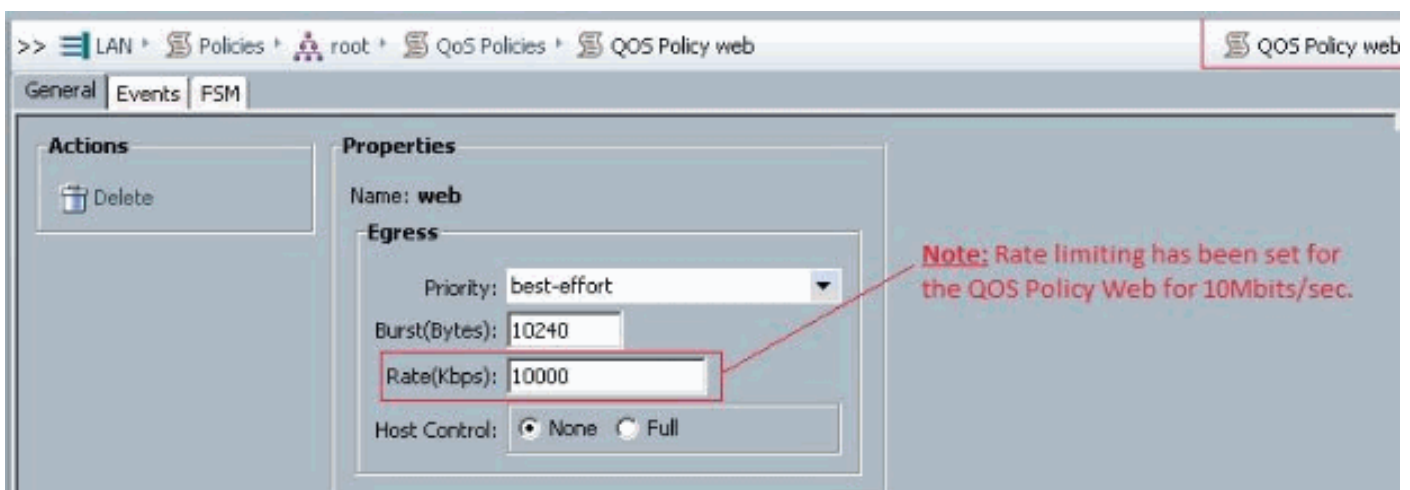 >> LAN Policies root QoS Policies QOS Policy web
QOS Policy web
General Events FSM
Actions
Delete
Properties
Name: web
Egress
Priority: best-effort
Burst(Bytes): 10240
Rate(Kbps): 10000
Host Control: None Full
Note: Rate limiting has been set for
the QOS Policy Web for 10Mbits/sec.